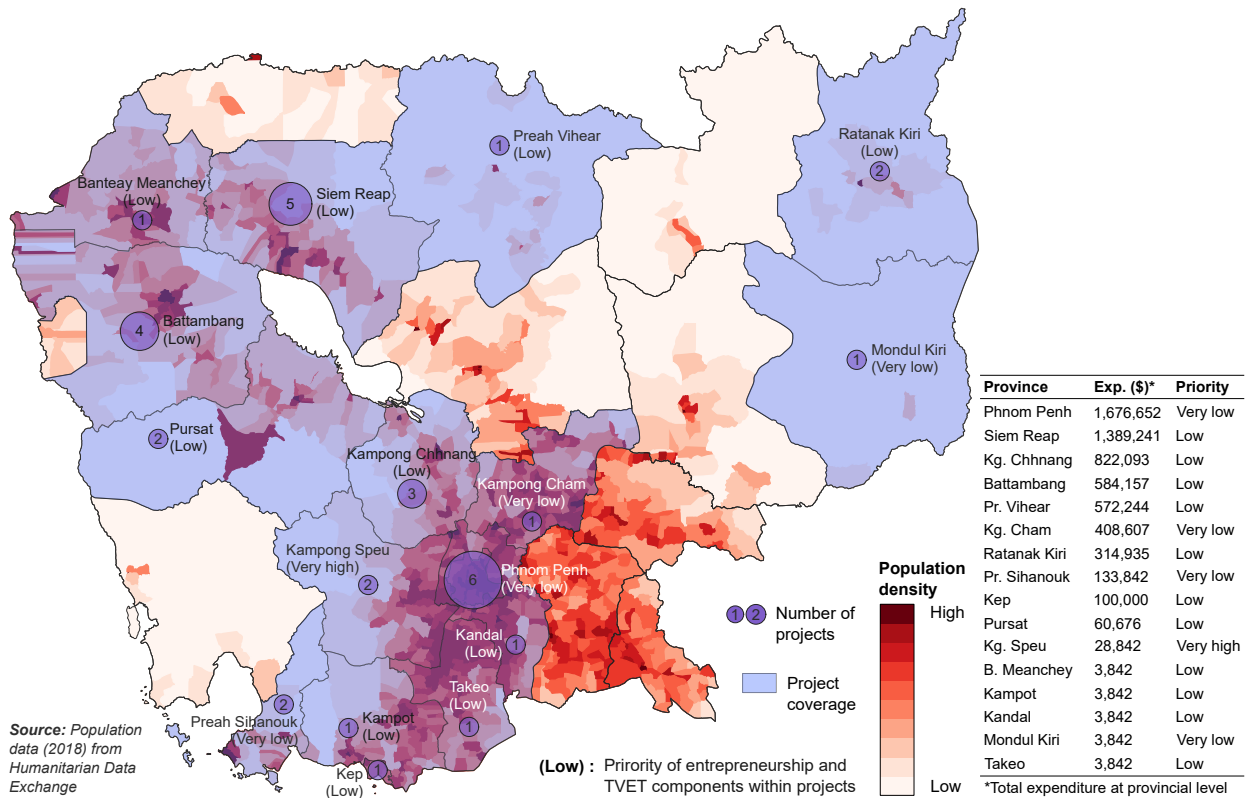 Preah Vihear
(Low)
1
Ratanak Kiri
(Low)
2
Banteay Meanchey
(Low)
1
Siem Reap
(Low)
5
Battambang
(Low)
4
Mondul Kiri
(Very low)
1
Pursat
(Low)
2
Kampong Chhnang
(Low)
3
Kampong Cham
(Very low)
1
Kampong Speu
(Very high)
2
Phnom Penh
(Very low)
6
Kandal
(Low)
1
Takeo
(Low)
1
Preah Sihanouk
(Very low)
2
Kampot
(Low)
1
Kep
(Low)
1
Source: Population
data (2018) from
Humanitarian Data
Exchange
1 2 Number of
projects
Project
coverage
(Low) : Prirority of entrepreneurship and
TVET components within projects
Population
density
High
Low
Province Exp. ($)* Priority
Phnom Penh 1,676,652 Very low
Siem Reap 1,389,241 Low
Kg. Chhnang 822,093 Low
Battambang 584,157 Low
Pr. Vihear 572,244 Low
Kg. Cham 408,607 Very low
Ratanak Kiri 314,935 Low
Pr. Sihanouk 133,842 Very low
Kep 100,000 Low
Pursat 60,676 Low
Kg. Speu 28,842 Very high
B. Meanchey 3,842 Low
Kampot 3,842 Low
Kandal 3,842 Low
Mondul Kiri 3,842 Very low
Takeo 3,842 Low
*Total expenditure at provincial level